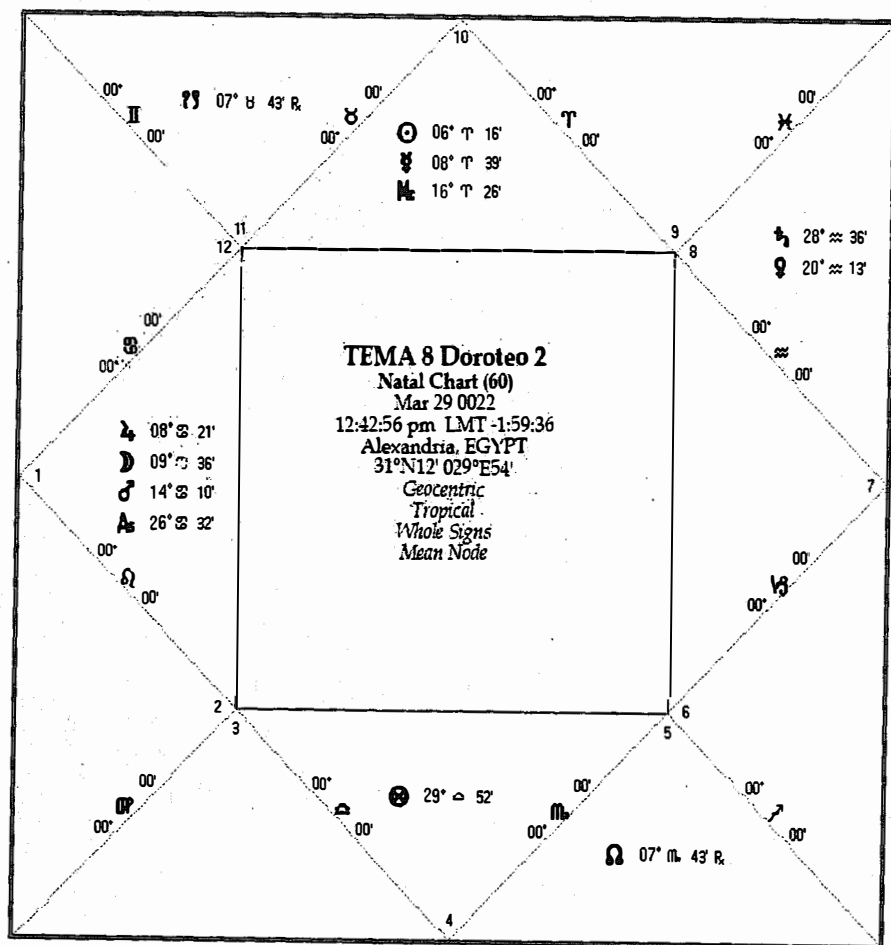 10
00° ♊ 00'
☋ 07° ♉ 43' ℞
00° ♉ 00'
☉ 06° ♈ 16'
☿ 08° ♈ 39'
Mc 16° ♈ 26'
00° ♈ 00'
00° ♓ 00'
11
12
9
8
♄ 28° ♒ 36'
♀ 20° ♒ 13'
00° ♋ 00'
00° ♒ 00'
TEMA 8 Doroteo 2
Natal Chart (60)
Mar 29 0022
12:42:56 pm LMT -1:59:36
Alexandria, EGYPT
31°N12' 029°E54'
Geocentric
Tropical
Whole Signs
Mean Node
♃ 08° ♋ 21'
☽ 09° ♋ 36'
♂ 14° ♋ 10'
As 26° ♋ 32'
1
7
00° ♌ 00'
00° ♑ 00'
2
3
6
5
00° ♍ 00'
00° ♎ 00'
⊗ 29° ♎ 52'
00° ♏ 00'
☊ 07° ♏ 43' ℞
00° ♐ 00'
4